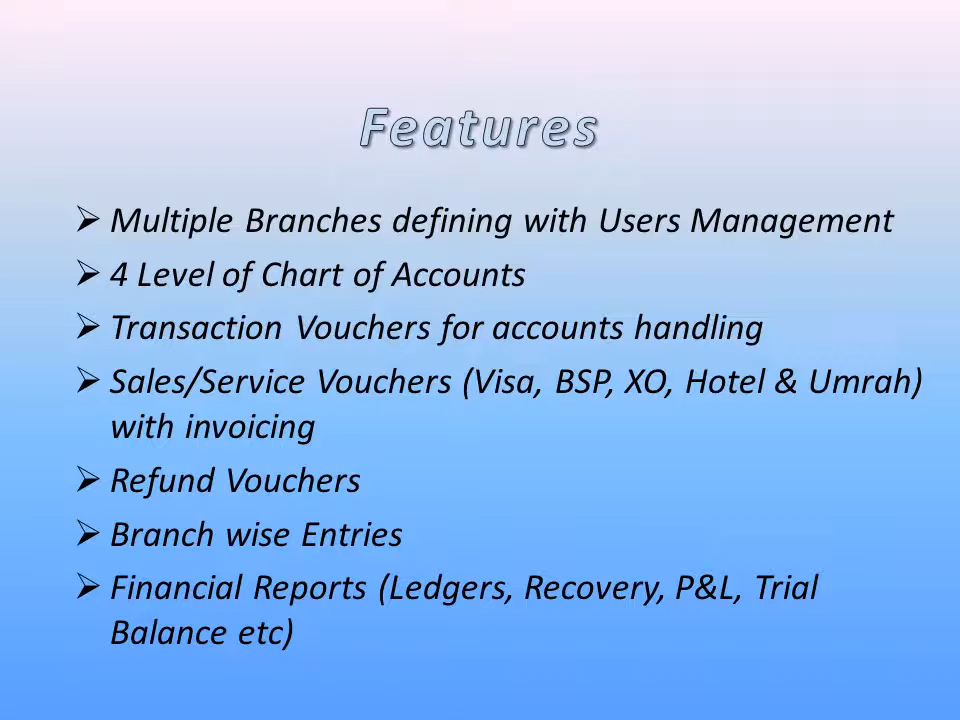 Features
➢ Multiple Branches defining with Users Management
➢ 4 Level of Chart of Accounts
➢ Transaction Vouchers for accounts handling
➢ Sales/Service Vouchers (Visa, BSP, XO, Hotel & Umrah)
with invoicing
➢ Refund Vouchers
➢ Branch wise Entries
➢ Financial Reports (Ledgers, Recovery, P&L, Trial
Balance etc)